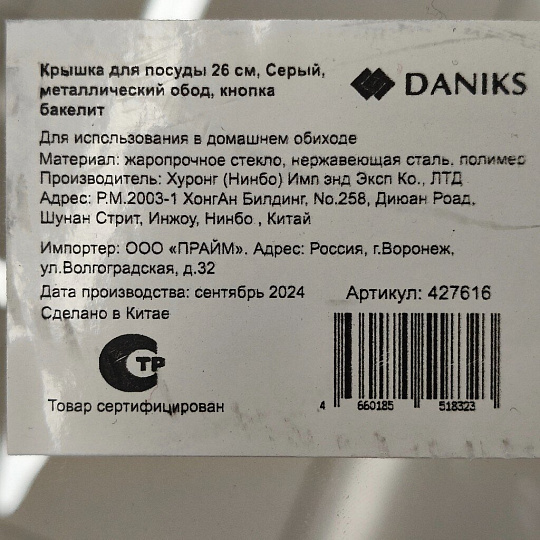 Крышка для посуды 26 см, Серый,
металлический обод, кнопка
бакелит
DANIKS
Для использования в домашнем обиходе
Материал: жаропрочное стекло, нержавеющая сталь, полимер
Производитель: Хуронг (Нинбо) Имп энд Эксп Ко., ЛТД
Адрес: Р.М.2003-1 ХонгАн Билдинг, No.258, Диюан Роад,
Шунан Стрит, Инжоу, Нинбо , Китай
Импортер: ООО «ПРАЙМ». Адрес: Россия, г.Воронеж,
ул.Волгоградская, д.32
Дата производства: сентябрь 2024
Артикул: 427616
Сделано в Китае
СТР
Товар сертифицирован
4 660185 518323